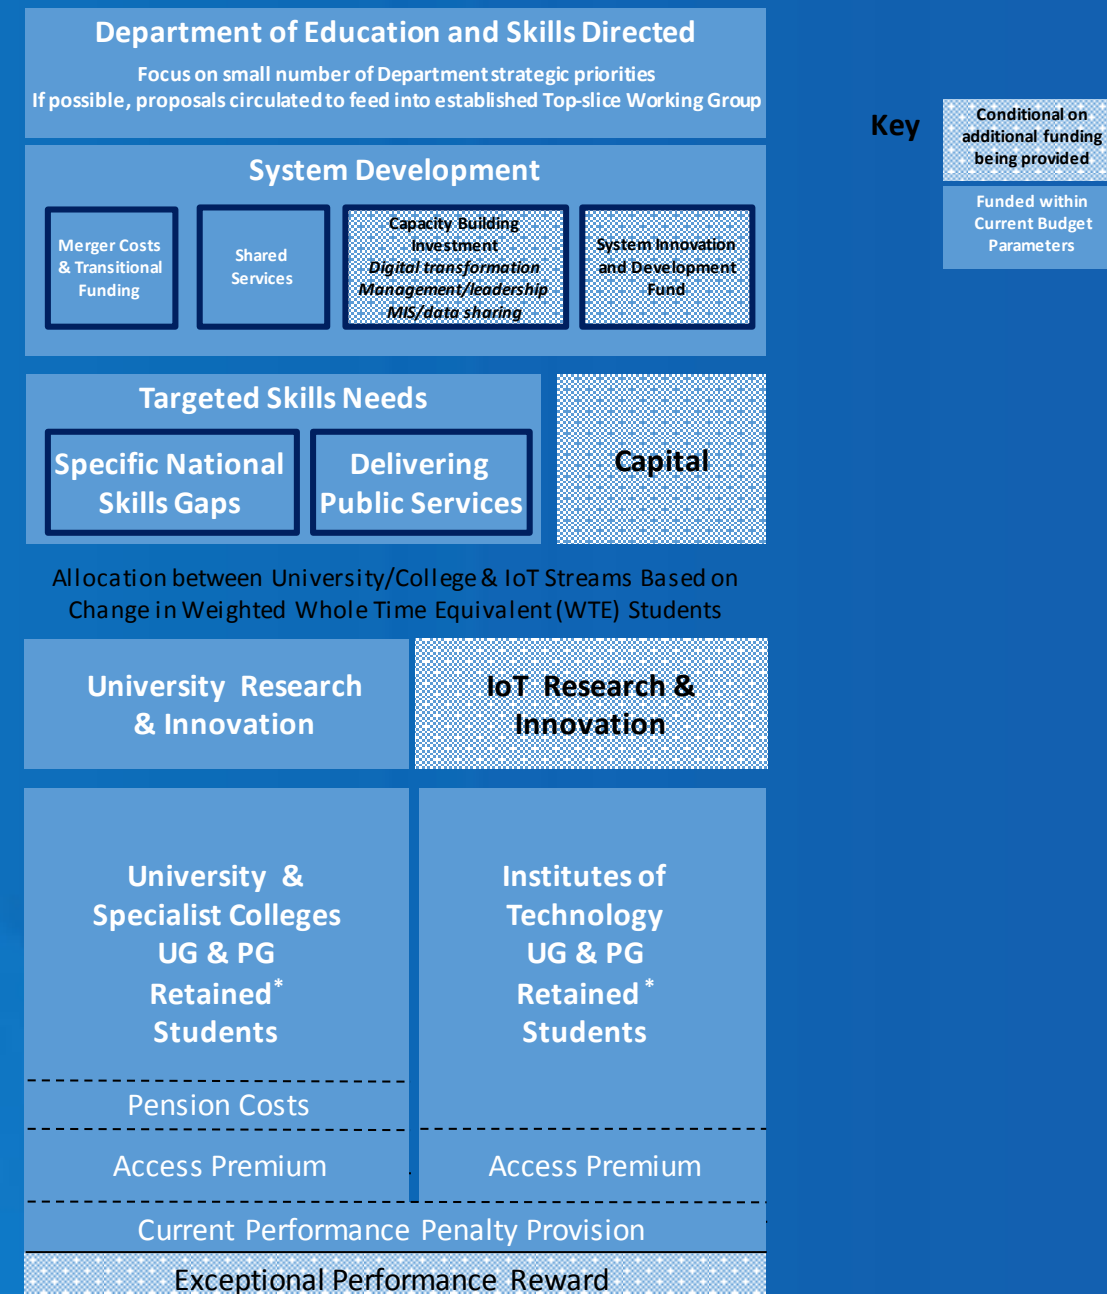 Department of Education and Skills Directed
Focus on small number of Department strategic priorities
If possible, proposals circulated to feed into established Top-slice Working Group
Key
Conditional on
additional funding
being provided
Funded within
Current Budget
Parameters
System Development
Merger Costs
& Transitional
Funding
Shared
Services
Capacity Building
Investment
Digital transformation
Management/leadership
MIS/data sharing
System Innovation
and Development
Fund
Targeted Skills Needs
Specific National
Skills Gaps
Delivering
Public Services
Capital
Allocation between University/College & IoT Streams Based on
Change in Weighted Whole Time Equivalent (WTE) Students
University Research
& Innovation
IoT Research &
Innovation
University &
Specialist Colleges
UG & PG
Retained*
Students
Institutes of
Technology
UG & PG
Retained *
Students
Pension Costs
Access Premium
Access Premium
Current Performance Penalty Provision
Exceptional Performance Reward